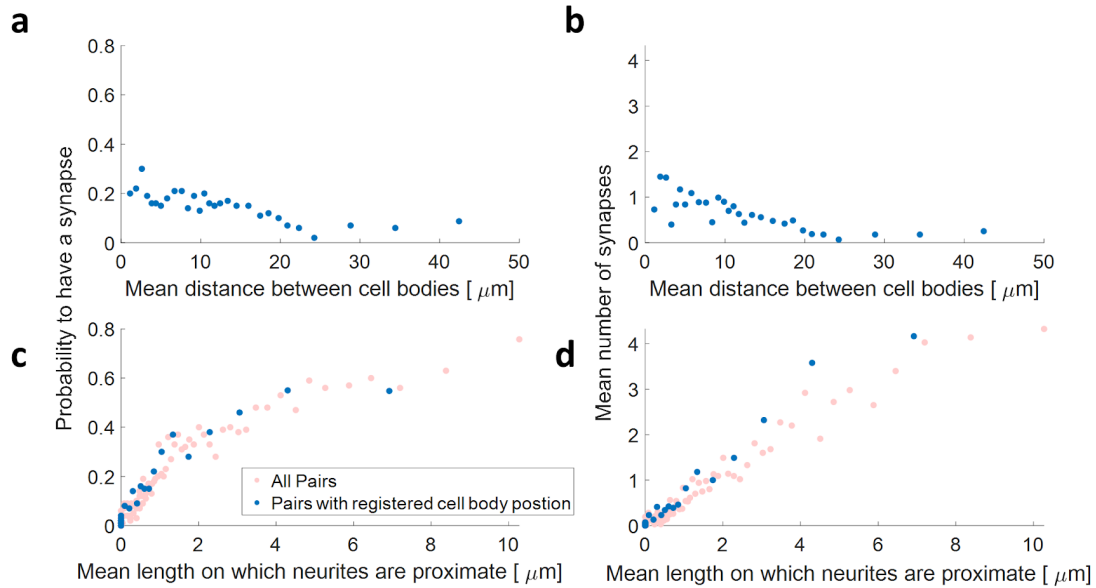 a
b
0.8
0.6
0.4
0.2
0
0 10 20 30 40 50
Mean distance between cell bodies [ μm]
4
3
2
1
0
0 10 20 30 40 50
Mean distance between cell bodies [ μm]
Probability to have a synapse
Mean number of synapses
c
d
0.8
0.6
0.4
0.2
0
0 2 4 6 8 10
Mean length on which neurites are proximate [ μm]
All Pairs
Pairs with registered cell body postion
4
3
2
1
0
0 2 4 6 8 10
Mean length on which neurites are proximate [ μm]